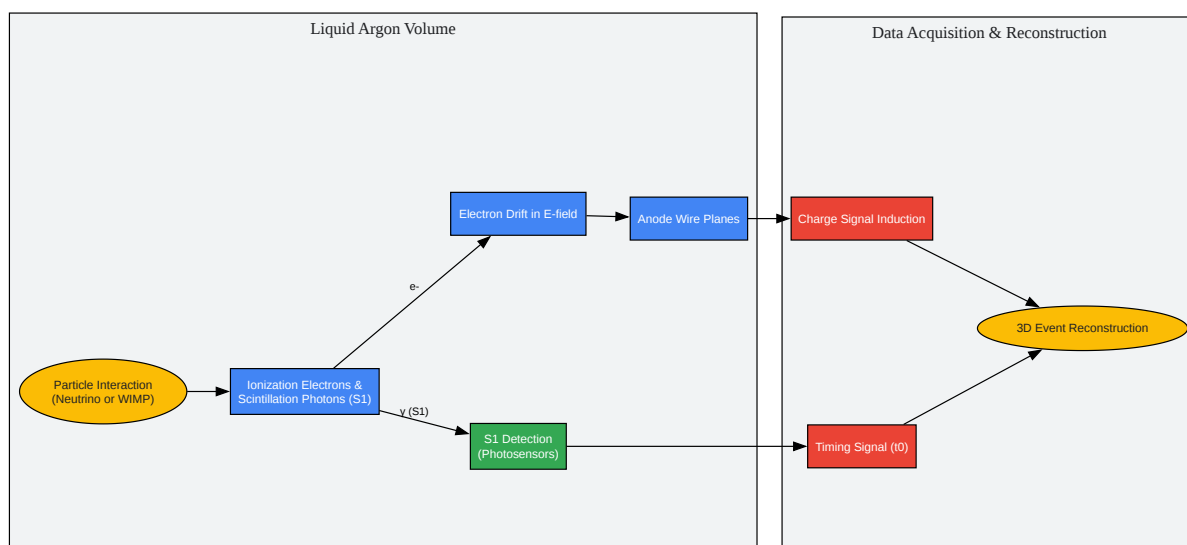 Liquid Argon Volume
Data Acquisition & Reconstruction
Electron Drift in E-field
Anode Wire Planes
Charge Signal Induction
e-
3D Event Reconstruction
Particle Interaction
(Neutrino or WIMP)
Ionization Electrons &
Scintillation Photons (S1)
γ (S1)
S1 Detection
(Photosensors)
Timing Signal (t0)